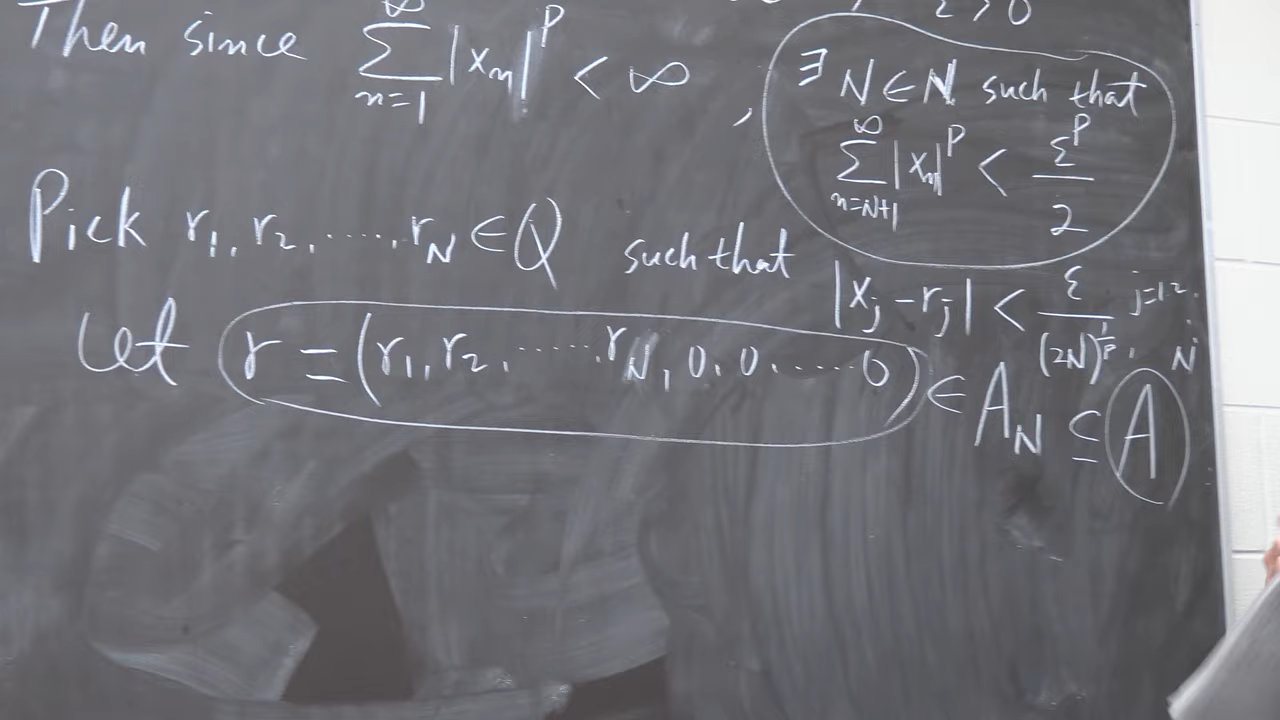 ε > 0
Then since ∑_{n=1}^{∞} |x_n|^p < ∞ , ∃ N ∈ ℕ such that
∑_{n=N+1}^{∞} |x_n|^p < ε^p / 2
Pick r_1, r_2, ....., r_N ∈ Q such that |x_j - r_j| < ε / (2N)^{1/p}, j=1,2, .. N
Let r = (r_1, r_2, ...... r_N, 0, 0, ..... 0) ∈ A_N ⊆ A